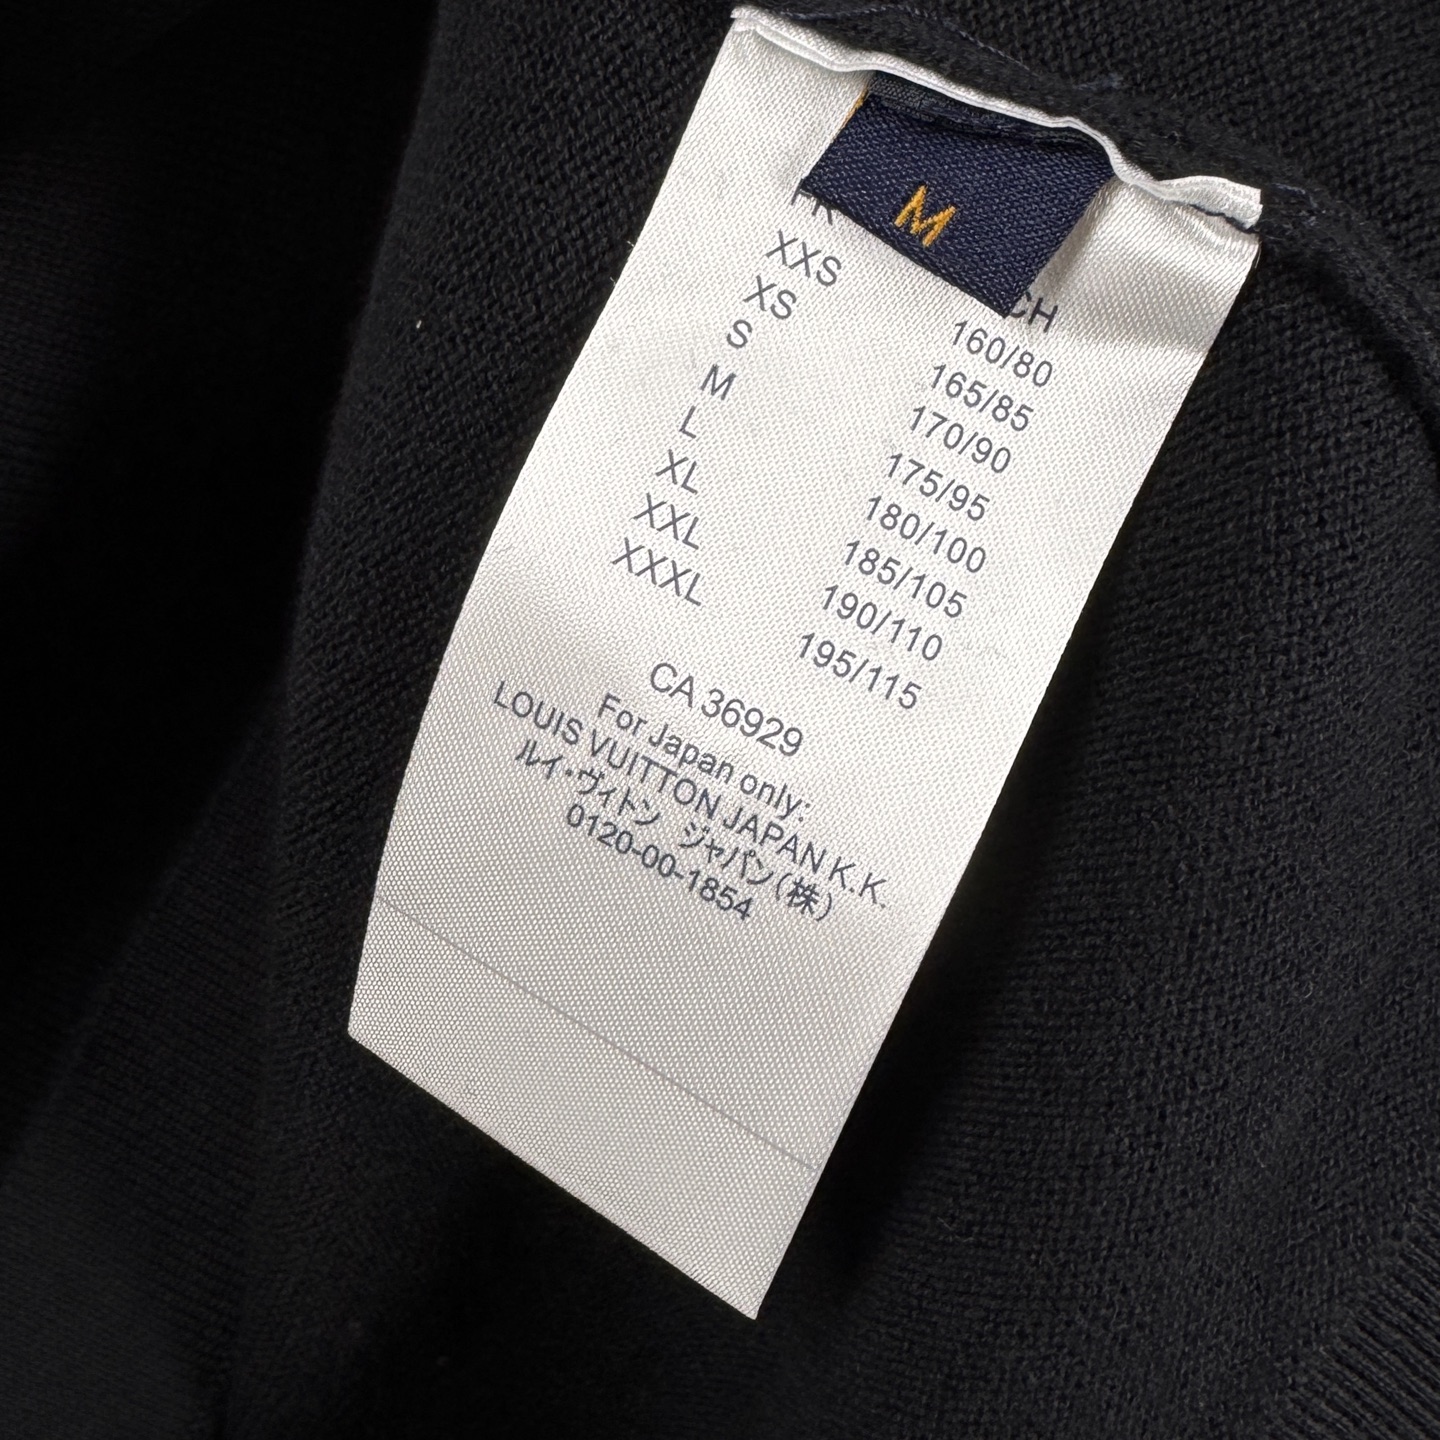 M
FR CH
XXS 160/80
XS 165/85
S 170/90
M 175/95
L 180/100
XL 185/105
XXL 190/110
XXXL 195/115
CA 36929
For Japan only:
LOUIS VUITTON JAPAN K.K.
ルイ・ヴィトン ジャパン(株)
0120-00-1854